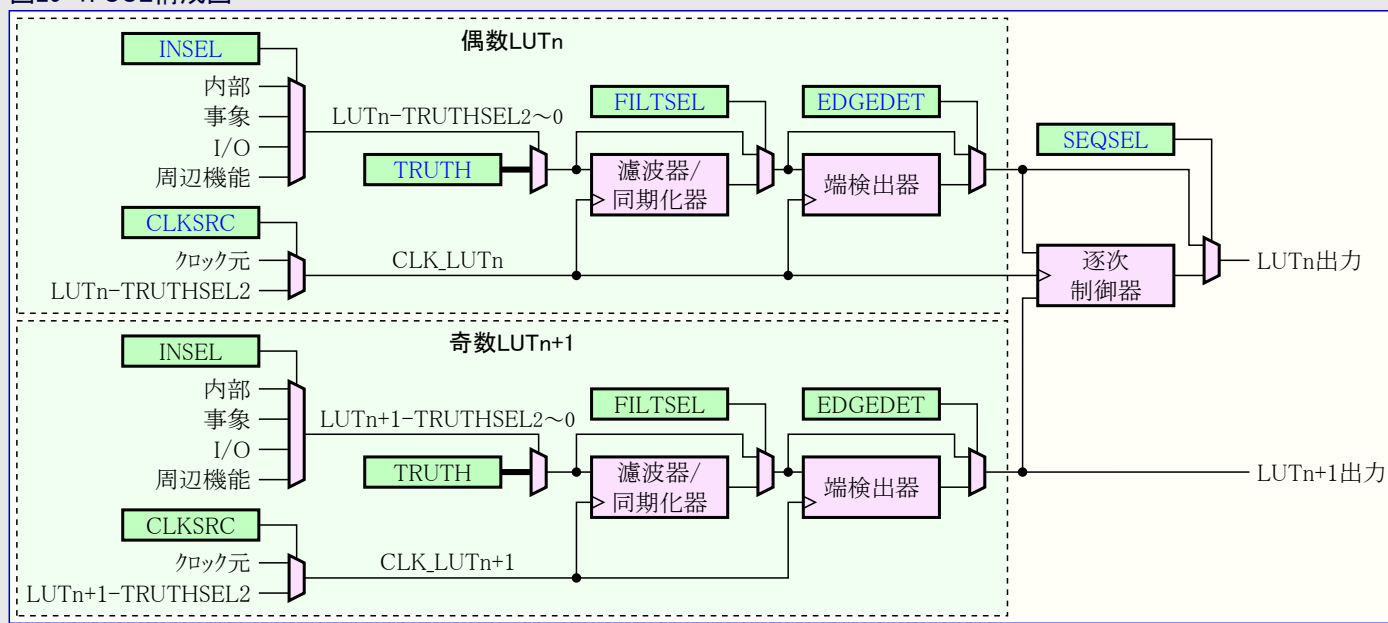 偶数LUTn
INSEL
内部
事象
I/O
周辺機能
LUTn-TRUTHSEL2～0
TRUTH
FILTSEL
濾波器/
同期化器
EDGEDET
端検出器
SEQSEL
逐次
制御器
LUTn出力
CLKSRC
クロック元
LUTn-TRUTHSEL2
CLK_LUTn
奇数LUTn+1
INSEL
内部
事象
I/O
周辺機能
LUTn+1-TRUTHSEL2～0
TRUTH
FILTSEL
濾波器/
同期化器
EDGEDET
端検出器
LUTn+1出力
CLKSRC
クロック元
LUTn+1-TRUTHSEL2
CLK_LUTn+1